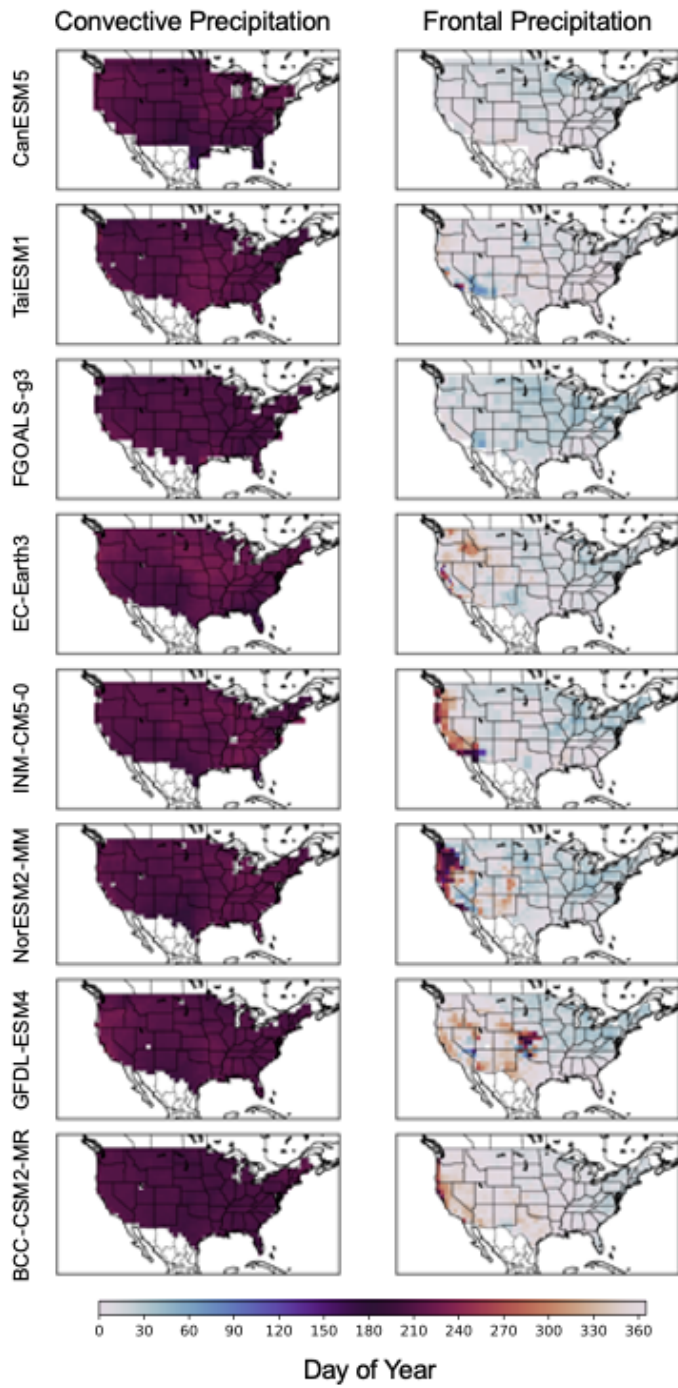 Convective Precipitation Frontal Precipitation
CanESM5
TaiESM1
FGOALS-g3
EC-Earth3
INM-CM5-0
NorESM2-MM
GFDL-ESM4
BCC-CSM2-MR
0 30 60 90 120 150 180 210 240 270 300 330 360
Day of Year